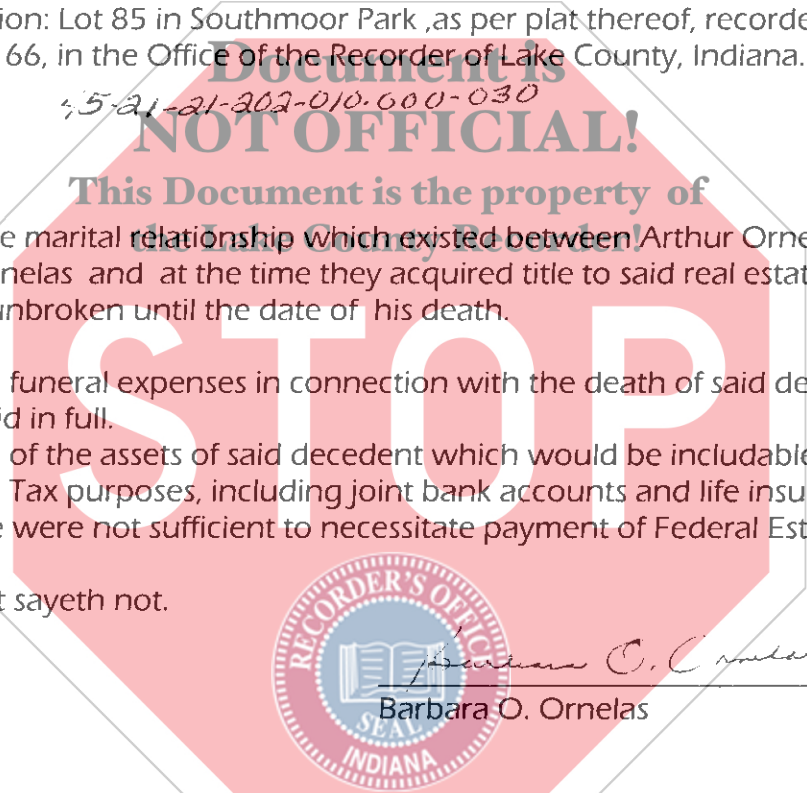 ion: Lot 85 in Southmoor Park ,as per plat thereof, recorde
66, in the Office of the Recorder of Lake County, Indiana.
Document is
45-21-21-202-010.000-030
NOT OFFICIAL!
This Document is the property of
the Lake County Recorder!
e marital relationship which existed between Arthur Orne
nelas and at the time they acquired title to said real estat
unbroken until the date of his death.
STOP
funeral expenses in connection with the death of said de
d in full.
of the assets of said decedent which would be includable
Tax purposes, including joint bank accounts and life insu
e were not sufficient to necessitate payment of Federal Est
t sayeth not.
RECORDER'S OFFICE
Barbara O. Ornelas
Barbara O. Ornelas
SEAL
INDIANA